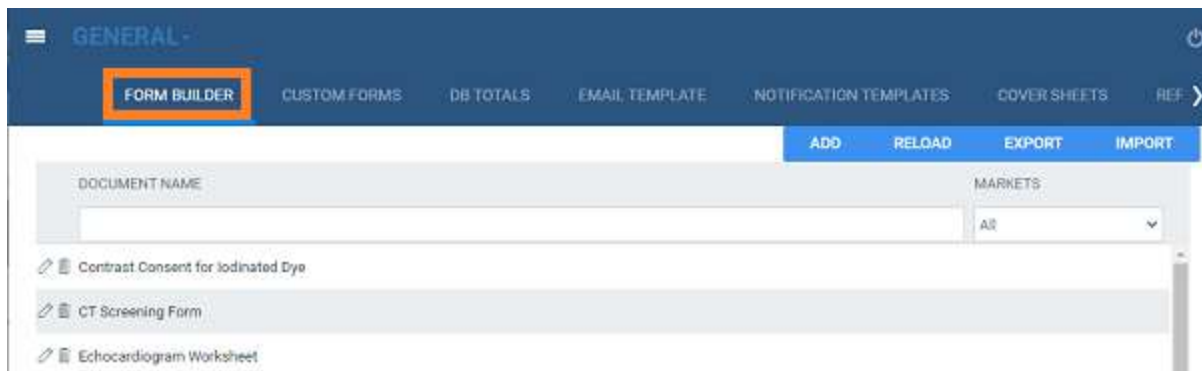 GENERAL-
FORM BUILDER CUSTOM FORMS DB TOTALS EMAIL TEMPLATE NOTIFICATION TEMPLATES COVER SHEETS REF
ADD RELOAD EXPORT IMPORT
DOCUMENT NAME MARKETS
All
Contrast Consent for Iodinated Dye
CT Screening Form
Echocardiogram Worksheet